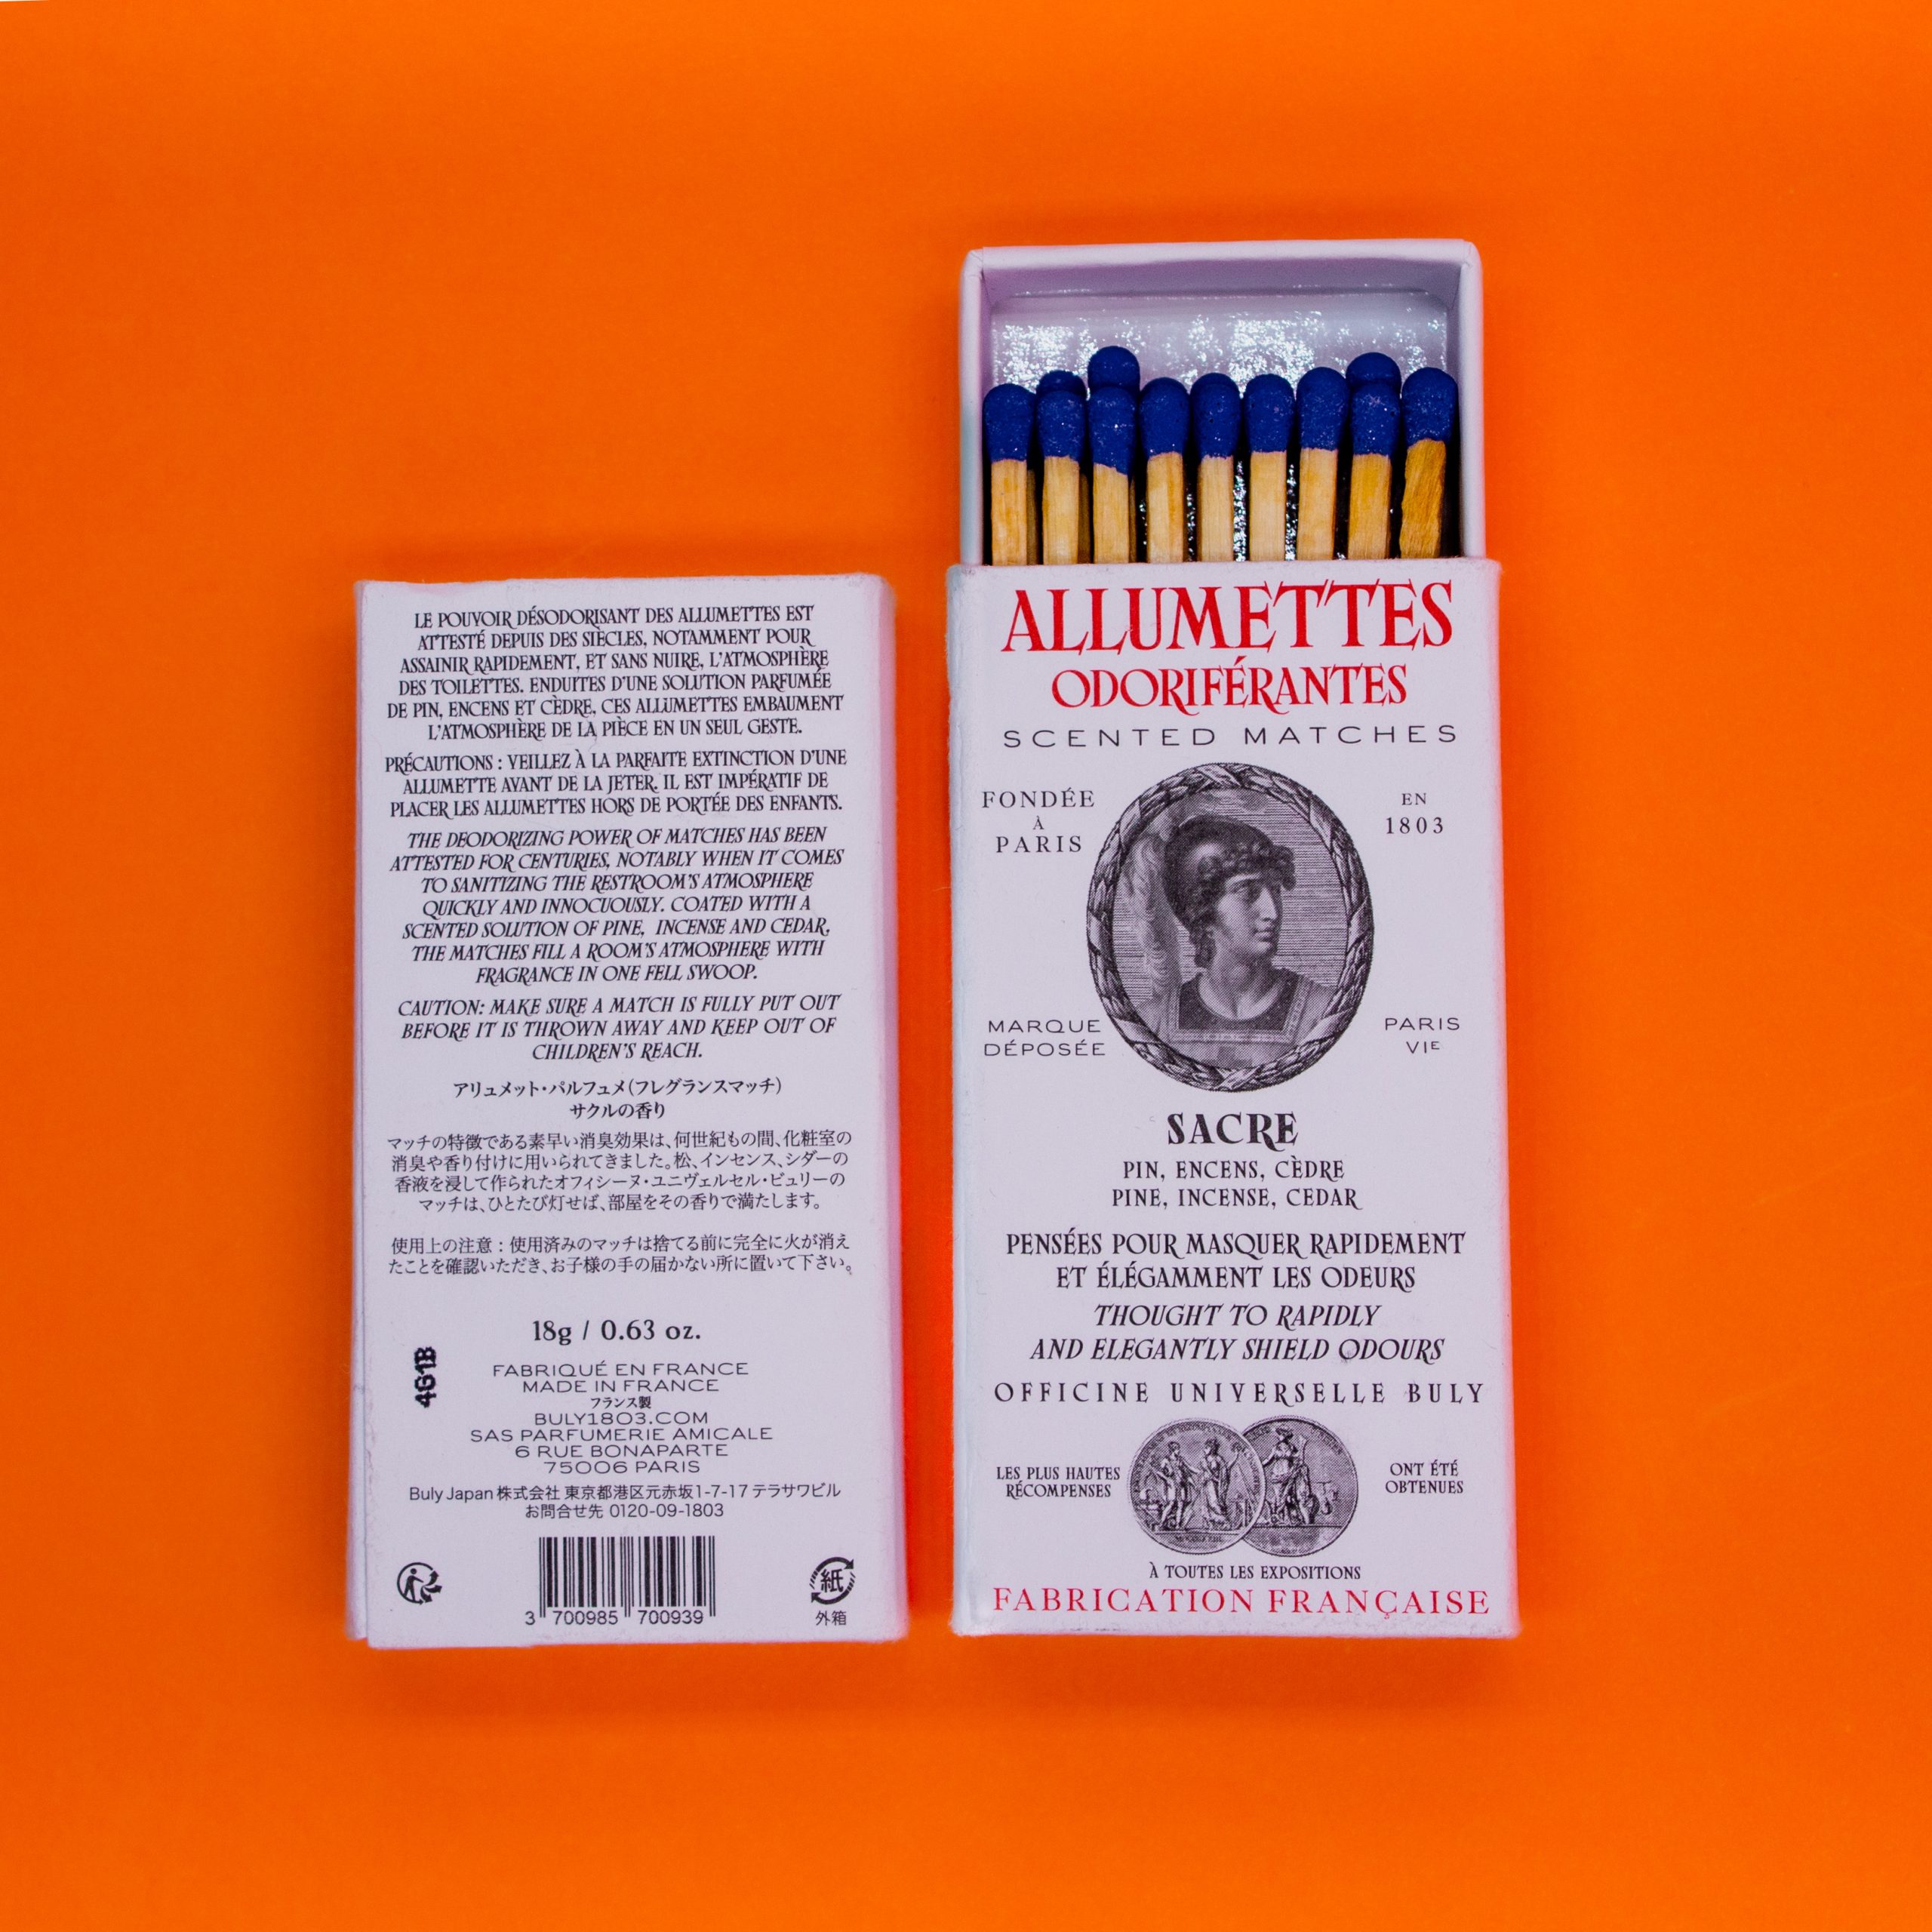 LE POUVOIR DÉSODORISANT DES ALLUMETTES EST
ATTESTÉ DEPUIS DES SIÈCLES, NOTAMMENT POUR
ASSAINIR RAPIDEMENT, ET SANS NUIRE, L'ATMOSPHÈRE
DES TOILETTES. ENDUITES D'UNE SOLUTION PARFUMÉE
DE PIN, ENCENS ET CÈDRE, CES ALLUMETTES EMBAUMENT
L'ATMOSPHÈRE DE LA PIÈCE EN UN SEUL GESTE.
PRÉCAUTIONS : VEILLEZ À LA PARFAITE EXTINCTION D'UNE
ALLUMETTE AVANT DE LA JETER. IL EST IMPÉRATIF DE
PLACER LES ALLUMETTES HORS DE PORTÉE DES ENFANTS.
THE DEODORIZING POWER OF MATCHES HAS BEEN
ATTESTED FOR CENTURIES, NOTABLY WHEN IT COMES
TO SANITIZING THE RESTROOM'S ATMOSPHERE
QUICKLY AND INNOCUOUSLY. COATED WITH A
SCENTED SOLUTION OF PINE, INCENSE AND CEDAR,
THE MATCHES FILL A ROOM'S ATMOSPHERE WITH
FRAGRANCE IN ONE FELL SWOOP.
CAUTION: MAKE SURE A MATCH IS FULLY PUT OUT
BEFORE IT IS THROWN AWAY AND KEEP OUT OF
CHILDREN'S REACH.
アリュメット・パルフュメ(フレグランスマッチ)
サクルの香り
マッチの特徴である素早い消臭効果は、何世紀もの間、化粧室の
消臭や香り付けに用いられてきました。松、インセンス、シダーの
香液を浸して作られたオフィシーヌ・ユニヴェルセル・ビュリーの
マッチは、ひとたび灯せば、部屋をその香りで満たします。
使用上の注意：使用済みのマッチは捨てる前に完全に火が消え
たことを確認いただき、お子様の手の届かない所に置いて下さい。
18g / 0.63 oz.
4G1B
FABRIQUÉ EN FRANCE
MADE IN FRANCE
フランス製
BULY1803.COM
SAS PARFUMERIE AMICALE
6 RUE BONAPARTE
75006 PARIS
Buly Japan 株式会社 東京都港区元赤坂1-7-17 テラサワビル
お問合せ先 0120-09-1803
3 700985 700939
紙
外箱
ALLUMETTES
ODORIFÉRANTES
SCENTED MATCHES
FONDÉE
À
PARIS
EN
1803
MARQUE
DÉPOSÉE
PARIS
VIE
SACRE
PIN, ENCENS, CÈDRE
PINE, INCENSE, CEDAR
PENSÉES POUR MASQUER RAPIDEMENT
ET ÉLÉGAMMENT LES ODEURS
THOUGHT TO RAPIDLY
AND ELEGANTLY SHIELD ODOURS
OFFICINE UNIVERSELLE BULY
LES PLUS HAUTES
RÉCOMPENSES
ONT ÉTÉ
OBTENUES
À TOUTES LES EXPOSITIONS
FABRICATION FRANÇAISE